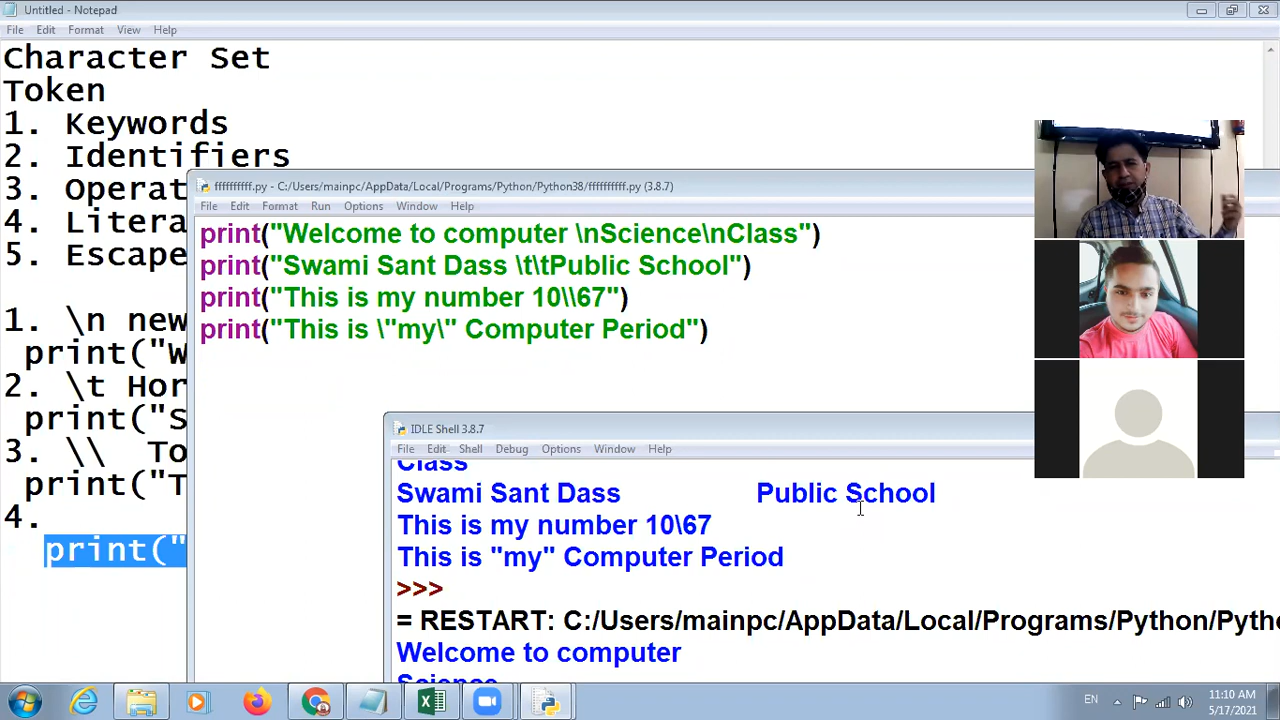 Untitled - Notepad
File Edit Format View Help
Character Set
Token
1. Keywords
2. Identifiers
3. Operat
4. Litera
5. Escape
1. \n new
print("W
2. \t Hor
print("S
3. \\ To
print("T
4.
print("
ffffffffff.py - C:/Users/mainpc/AppData/Local/Programs/Python/Python38/ffffffffff.py (3.8.7)
File Edit Format Run Options Window Help
print("Welcome to computer \nScience\nClass")
print("Swami Sant Dass \t\tPublic School")
print("This is my number 10\\67")
print("This is \"my\" Computer Period")
IDLE Shell 3.8.7
File Edit Shell Debug Options Window Help
Class
Swami Sant Dass Public School
This is my number 10\67
This is "my" Computer Period
>>>
= RESTART: C:/Users/mainpc/AppData/Local/Programs/Python/Pytho
Welcome to computer
Science
EN
11:10 AM
5/17/2021